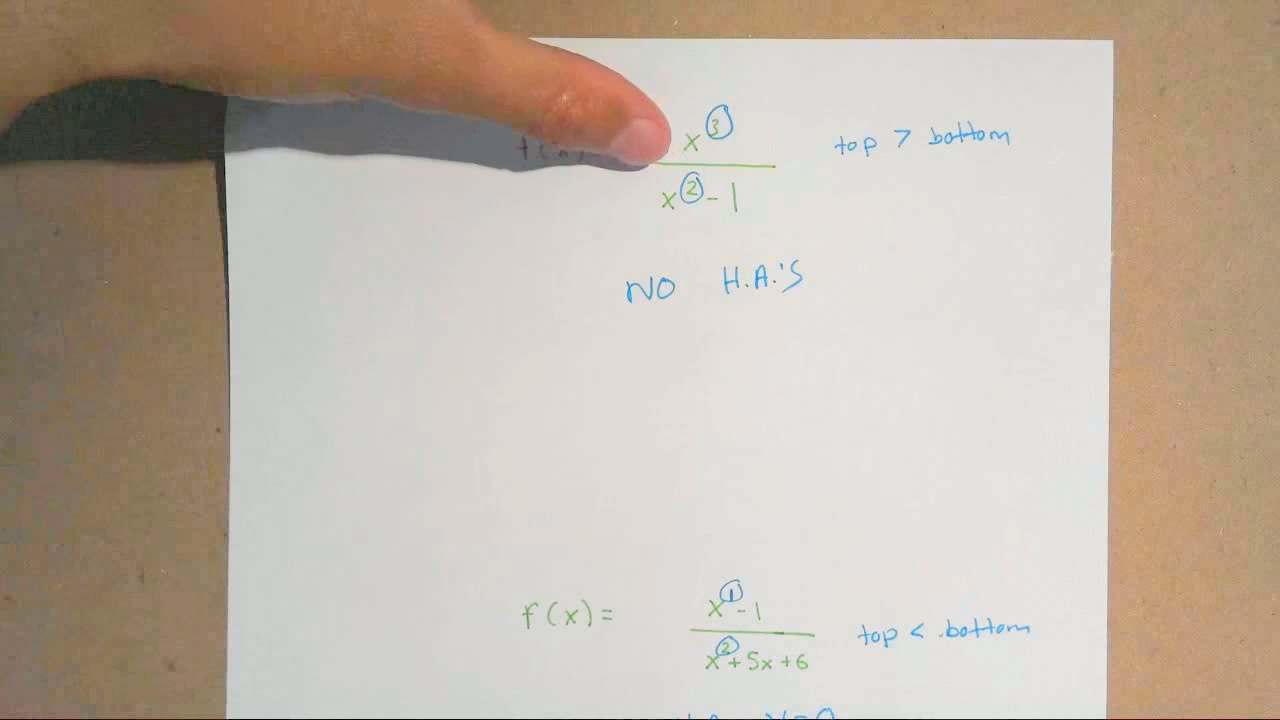 x³ top > bottom
x² - 1
NO H.A.'S
f(x) = x¹ - 1 top < bottom
x² + 5x + 6